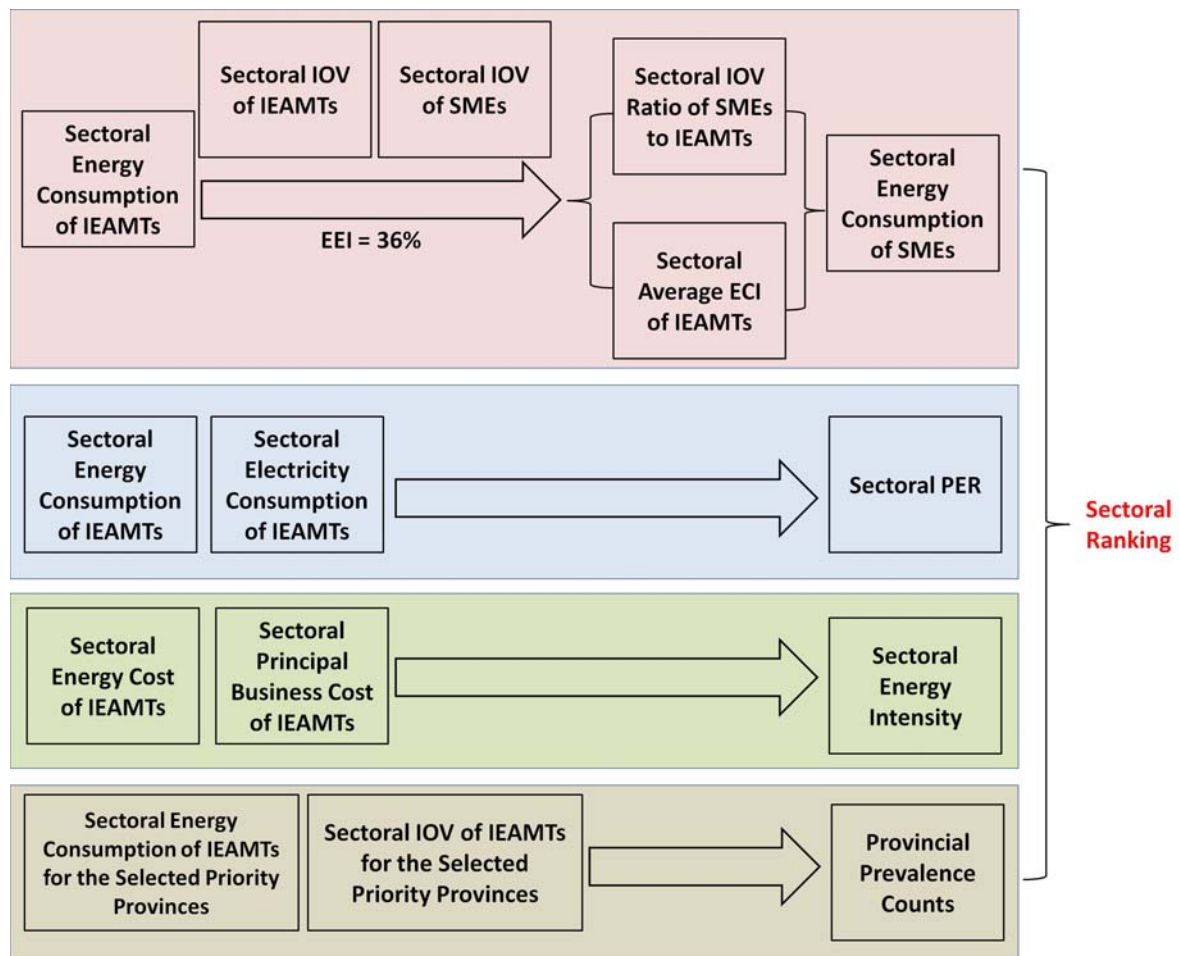 Sectoral
Energy
Consumption
of IEAMTs
Sectoral IOV
of IEAMTs
Sectoral IOV
of SMEs
EEI = 36%
Sectoral IOV
Ratio of SMEs
to IEAMTs
Sectoral
Average ECI
of IEAMTs
Sectoral
Energy
Consumption
of SMEs
Sectoral
Energy
Consumption
of IEAMTs
Sectoral
Electricity
Consumption
of IEAMTs
Sectoral PER
Sectoral
Energy Cost
of IEAMTs
Sectoral
Principal
Business Cost
of IEAMTs
Sectoral
Energy
Intensity
Sectoral Energy
Consumption of IEAMTs
for the Selected Priority
Provinces
Sectoral IOV of IEAMTs
for the Selected
Priority Provinces
Provincial
Prevalence
Counts
Sectoral
Ranking